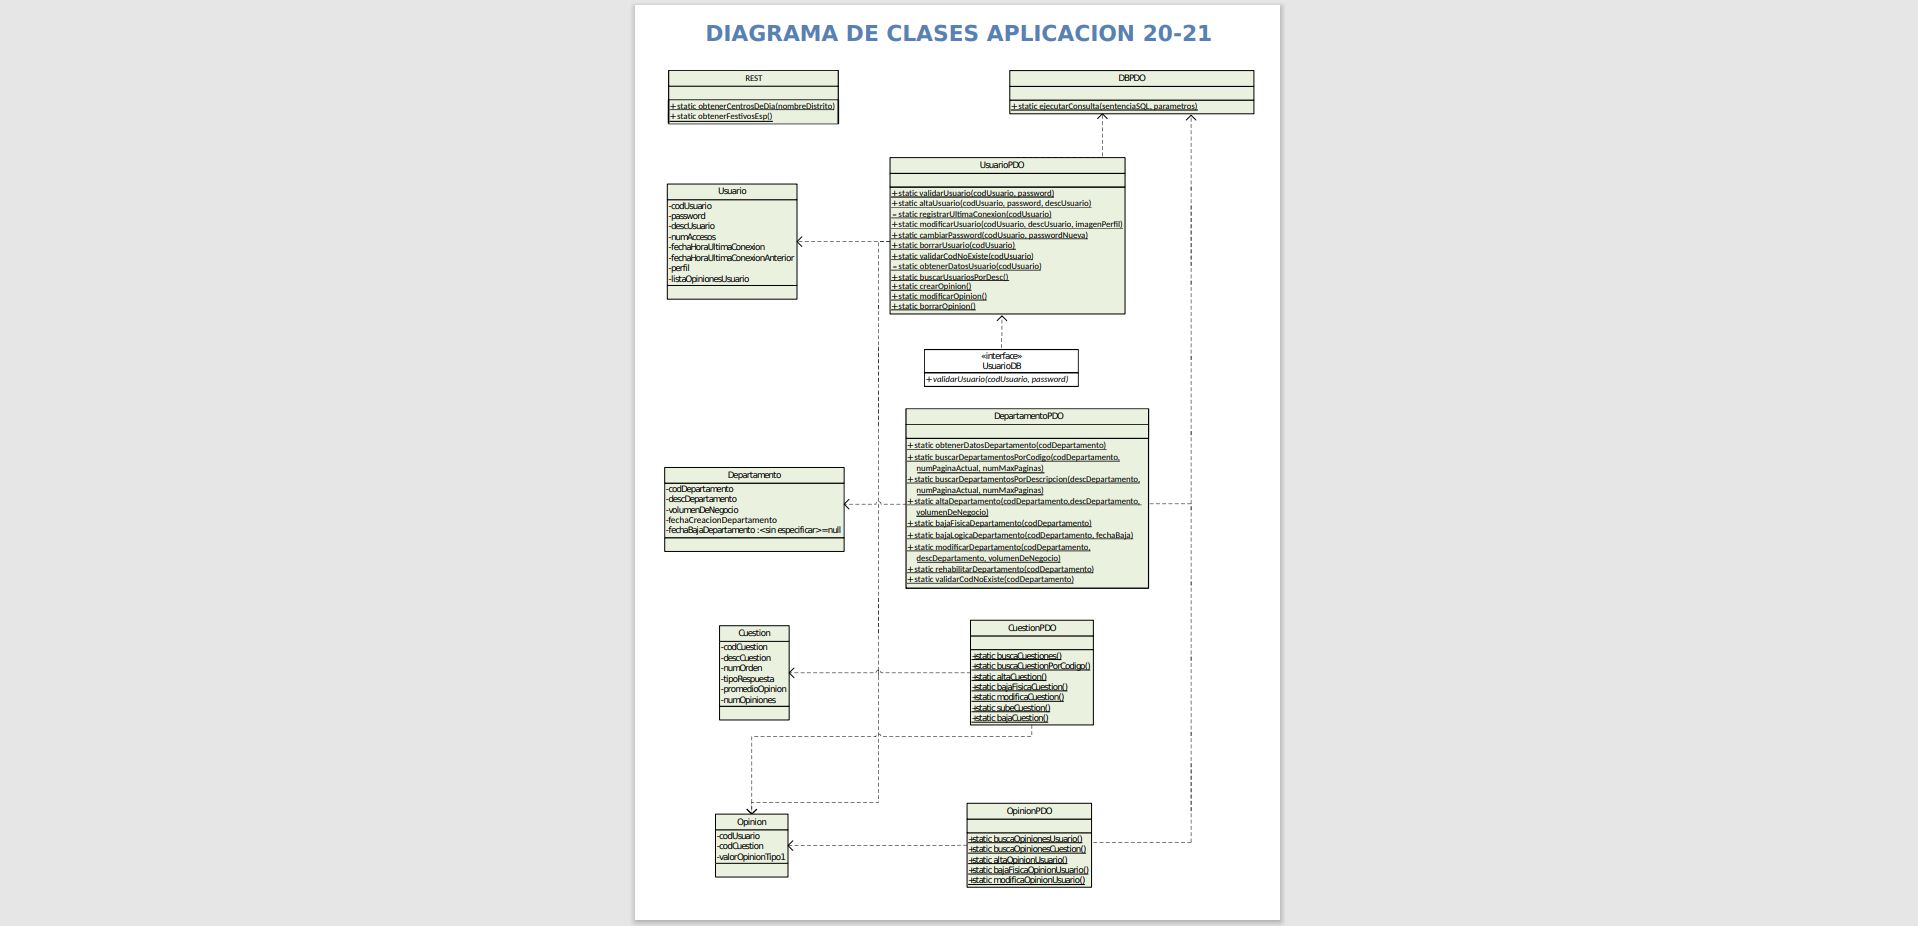 DIAGRAMA DE CLASES APLICACION 20-21
REST
+static obtenerCentrosDeDia(nombreDistrito)
+static obtenerFestivosEsp()
DBPDO
+static ejecutarConsulta(sentenciaSQL, parametros)
UsuarioPDO
+static validarUsuario(codUsuario, password)
+static altaUsuario(codUsuario, password, descUsuario)
-static registrarUltimaConexion(codUsuario)
+static modificarUsuario(codUsuario, descUsuario, imagenPerfil)
+static cambiarPassword(codUsuario, passwordNueva)
+static borrarUsuario(codUsuario)
+static validarCodNoExiste(codUsuario)
-static obtenerDatosUsuario(codUsuario)
+static buscarUsuariosPorDesc()
+static crearOpinion()
+static modificarOpinion()
+static borrarOpinion()
Usuario
-codUsuario
-password
-descUsuario
-numAccesos
-fechaHoraUltimaConexion
-fechaHoraUltimaConexionAnterior
-perfil
-listaOpinionesUsuario
«interface»
UsuarioDB
+validarUsuario(codUsuario, password)
DepartamentoPDO
+static obtenerDatosDepartamento(codDepartamento)
+static buscarDepartamentosPorCodigo(codDepartamento,
numPaginaActual, numMaxPaginas)
+static buscarDepartamentosPorDescripcion(descDepartamento,
numPaginaActual, numMaxPaginas)
+static altaDepartamento(codDepartamento,descDepartamento,
volumenDeNegocio)
+static bajaFisicaDepartamento(codDepartamento)
+static bajaLogicaDepartamento(codDepartamento, fechaBaja)
+static modificarDepartamento(codDepartamento,
descDepartamento, volumenDeNegocio)
+static rehabilitarDepartamento(codDepartamento)
+static validarCodNoExiste(codDepartamento)
Departamento
-codDepartamento
-descDepartamento
-volumenDeNegocio
-fechaCreacionDepartamento
-fechaBajaDepartamento :<sin especificar>=null
CuestionPDO
+static buscaCuestiones()
+static buscaCuestionPorCodigo()
+static altaCuestion()
+static bajaFisicaCuestion()
+static modificaCuestion()
+static subeCuestion()
+static bajaCuestion()
Cuestion
-codCuestion
-descCuestion
-numOrden
-tipoRespuesta
-promedioOpinion
-numOpiniones
OpinionPDO
+static buscaOpinionesUsuario()
+static buscaOpinionesCuestion()
+static altaOpinionUsuario()
+static bajaFisicaOpinionUsuario()
+static modificaOpinionUsuario()
Opinion
-codUsuario
-codCuestion
-valorOpinionTipo1